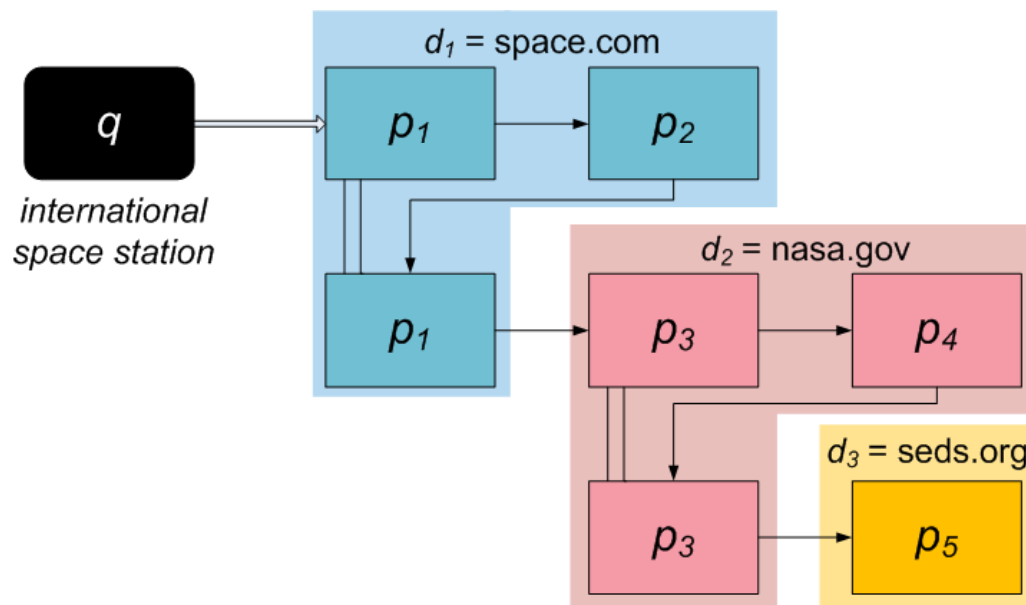 d₁ = space.com
q
p₁
p₂
international
space station
d₂ = nasa.gov
p₁
p₃
p₄
d₃ = seds.org
p₃
p₅